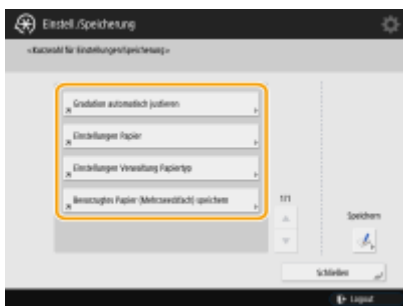 Einstell./Speicherung
<Kurzwahl für Einstellungen/Speicherung>
Gradation automatisch justieren
Einstellungen Papier
Einstellungen Verwaltung Papiertyp
Bevorzugtes Papier (Mehrzweckfach) speichern
1/1
Speichern
Schließen
Logout